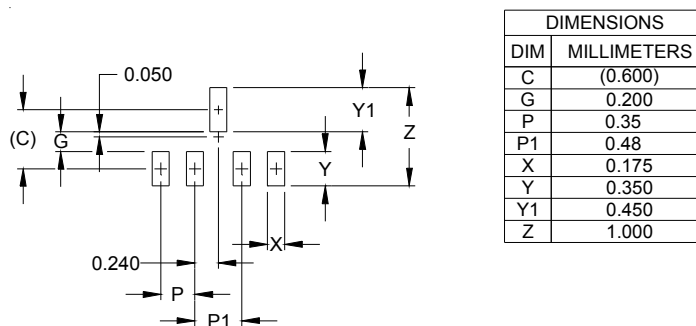 0.050
(C)
G
Y1
Z
Y
X
0.240
P
P1
DIMENSIONS
DIM MILLIMETERS
C (0.600)
G 0.200
P 0.35
P1 0.48
X 0.175
Y 0.350
Y1 0.450
Z 1.000